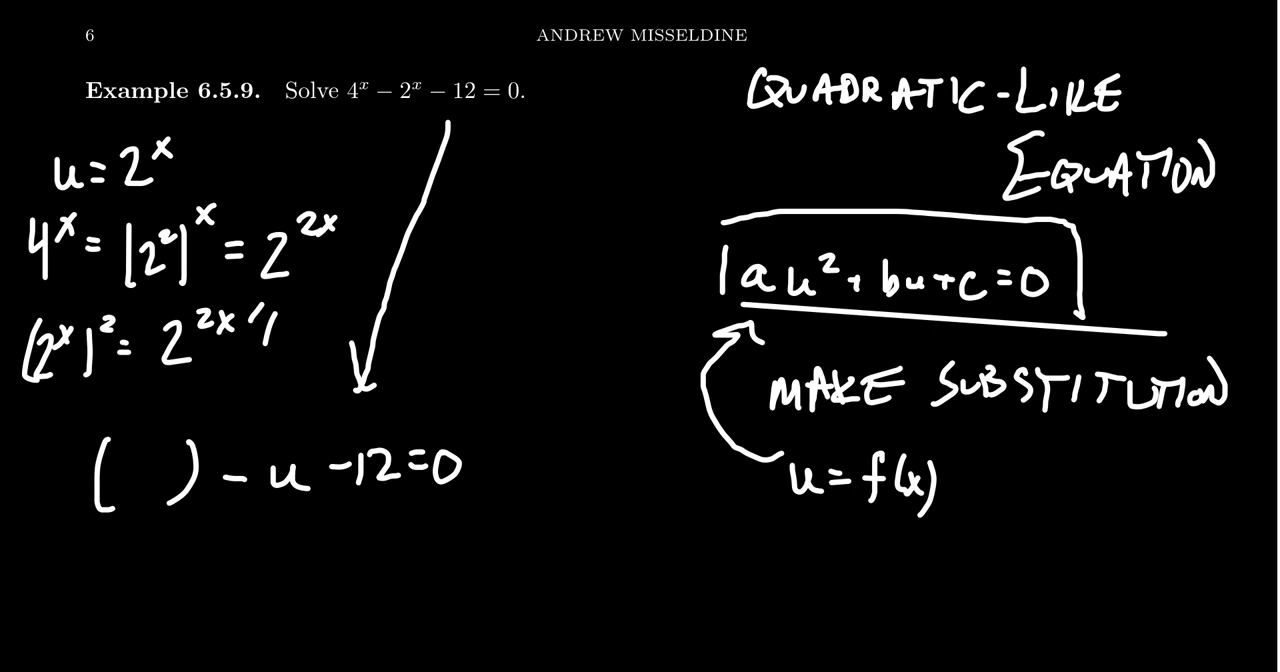 6 ANDREW MISSELDINE
Example 6.5.9. Solve 4^x − 2^x − 12 = 0.
QUADRATIC-LIKE
EQUATION
u = 2^x
4^x = (2^2)^x = 2^{2x}
(2^x)^2 = 2^{2x} //
au^2 + bu + c = 0
MAKE SUBSTITUTION
u = f(x)
( ) - u - 12 = 0